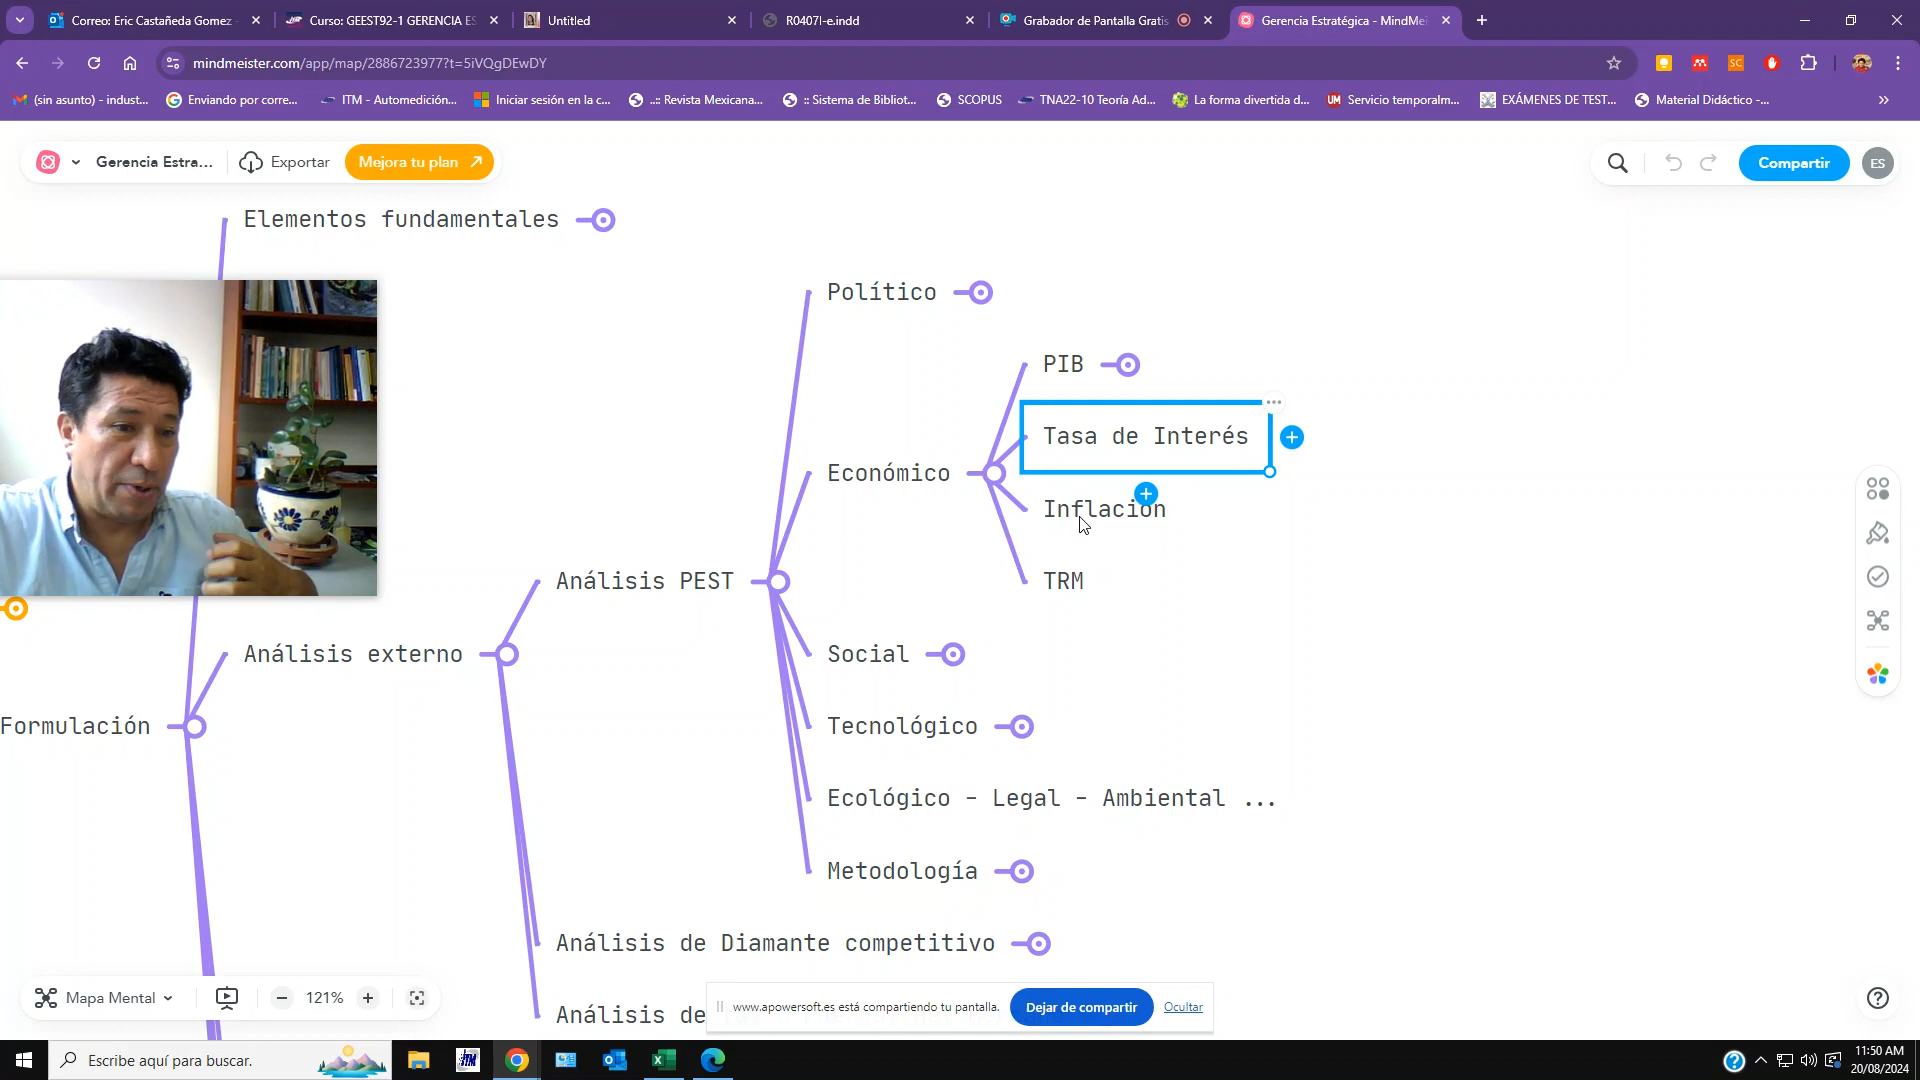 Correo: Eric Castañeda Gomez
Curso: GEEST92-1 GERENCIA ES
Untitled
R0407I-e.indd
Grabador de Pantalla Gratis
Gerencia Estratégica - MindMei
mindmeister.com/app/map/2886723977?t=5iVQgDEwDY
(sin asunto) - indust...
Enviando por corre...
ITM - Automedición...
Iniciar sesión en la c...
..:: Revista Mexicana...
:: Sistema de Bibliot...
SCOPUS
TNA22-10 Teoría Ad...
La forma divertida d...
UM Servicio temporalm...
EXÁMENES DE TEST...
Material Didáctico -...
Gerencia Estra...
Exportar
Mejora tu plan
Compartir
ES
Elementos fundamentales
Político
PIB
Tasa de Interés
Económico
Inflación
Análisis PEST
TRM
Análisis externo
Social
Formulación
Tecnológico
Ecológico - Legal - Ambiental ...
Metodología
Análisis de Diamante competitivo
Análisis de
Mapa Mental
121%
www.apowersoft.es está compartiendo tu pantalla.
Dejar de compartir
Ocultar
Escribe aquí para buscar.
ITM
11:50 AM
20/08/2024